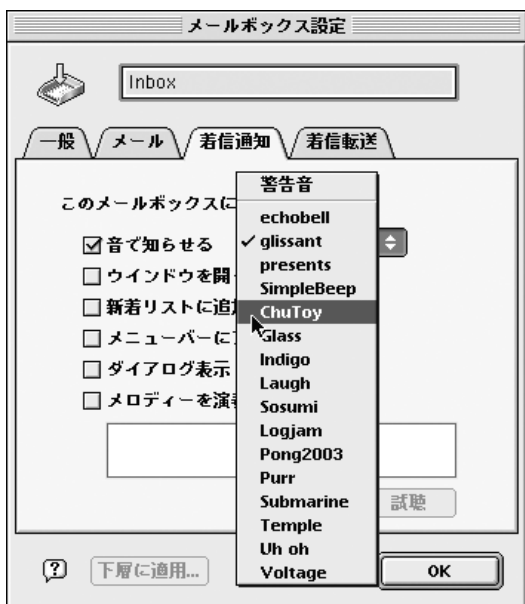 メールボックス設定
Inbox
一般 メール 着信通知 着信転送
このメールボックスに
音で知らせる
ウインドウを開
新着リストに追加
メニューバーに
ダイアログ表示
メロディーを演奏
警告音
echobell
✓ glissant
presents
SimpleBeep
ChuToy
Glass
Indigo
Laugh
Sosumi
Logjam
Pong2003
Purr
Submarine
Temple
Uh oh
Voltage
試聴
下層に適用...
OK